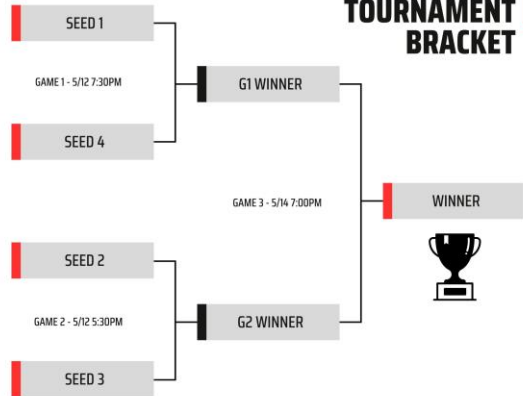 TOURNAMENT
BRACKET
SEED 1
GAME 1 - 5/12 7:30PM
G1 WINNER
SEED 4
GAME 3 - 5/14 7:00PM
WINNER
SEED 2
GAME 2 - 5/12 5:30PM
G2 WINNER
SEED 3